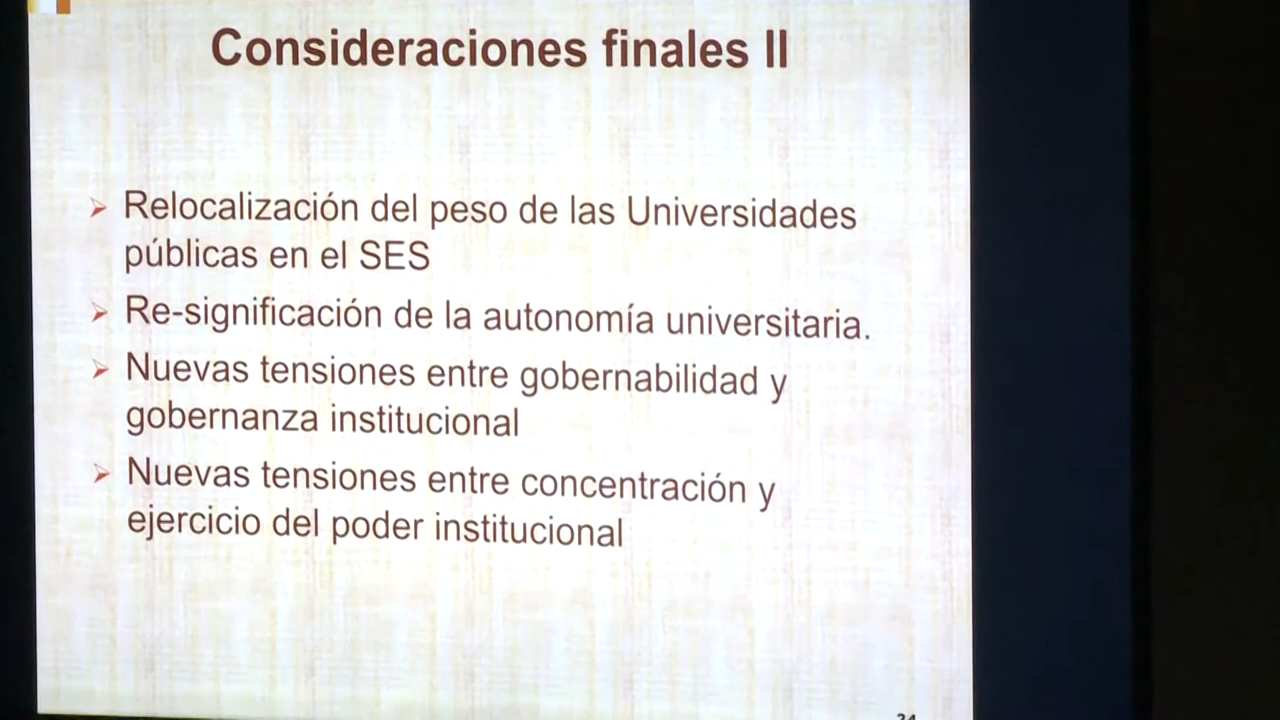 Consideraciones finales II
Relocalización del peso de las Universidades
públicas en el SES
Re-significación de la autonomía universitaria.
Nuevas tensiones entre gobernabilidad y
gobernanza institucional
Nuevas tensiones entre concentración y
ejercicio del poder institucional